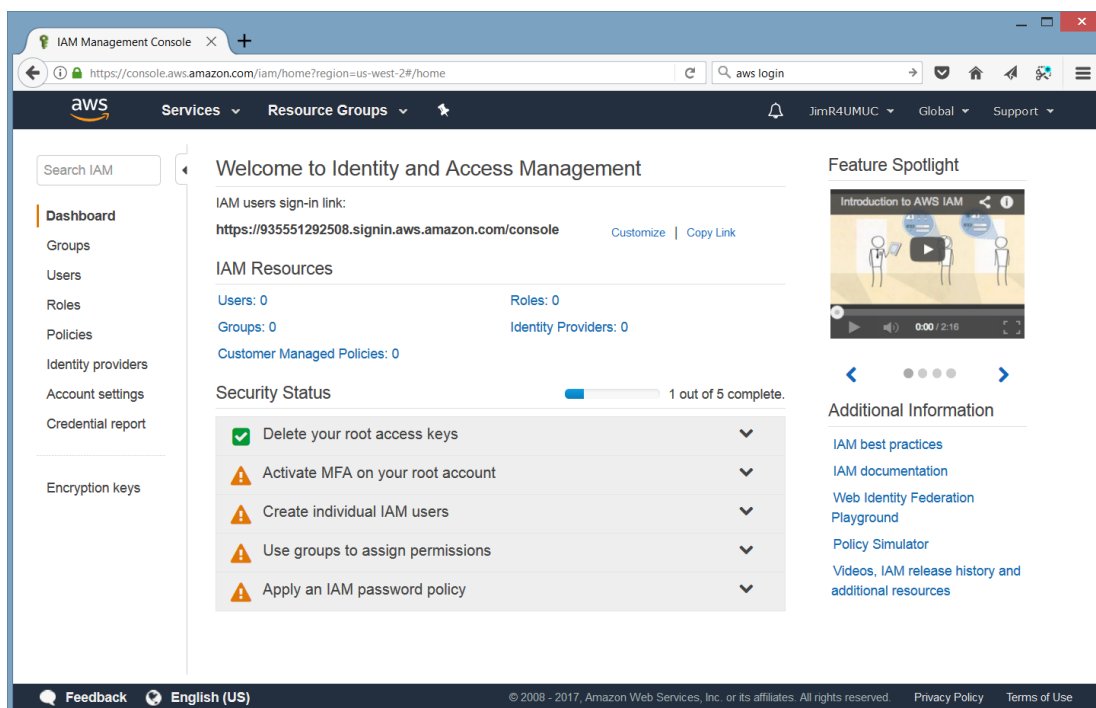 IAM Management Console
https://console.aws.amazon.com/iam/home?region=us-west-2#/home
aws login
aws Services Resource Groups JimR4UMUC Global Support
Search IAM
Dashboard
Groups
Users
Roles
Policies
Identity providers
Account settings
Credential report
Encryption keys
Welcome to Identity and Access Management
IAM users sign-in link:
https://935551292508.signin.aws.amazon.com/console Customize | Copy Link
IAM Resources
Users: 0 Roles: 0
Groups: 0 Identity Providers: 0
Customer Managed Policies: 0
Security Status 1 out of 5 complete.
Delete your root access keys
Activate MFA on your root account
Create individual IAM users
Use groups to assign permissions
Apply an IAM password policy
Feature Spotlight
Introduction to AWS IAM
0:00 / 2:16
Additional Information
IAM best practices
IAM documentation
Web Identity Federation
Playground
Policy Simulator
Videos, IAM release history and
additional resources
Feedback English (US) © 2008 - 2017, Amazon Web Services, Inc. or its affiliates. All rights reserved. Privacy Policy Terms of Use